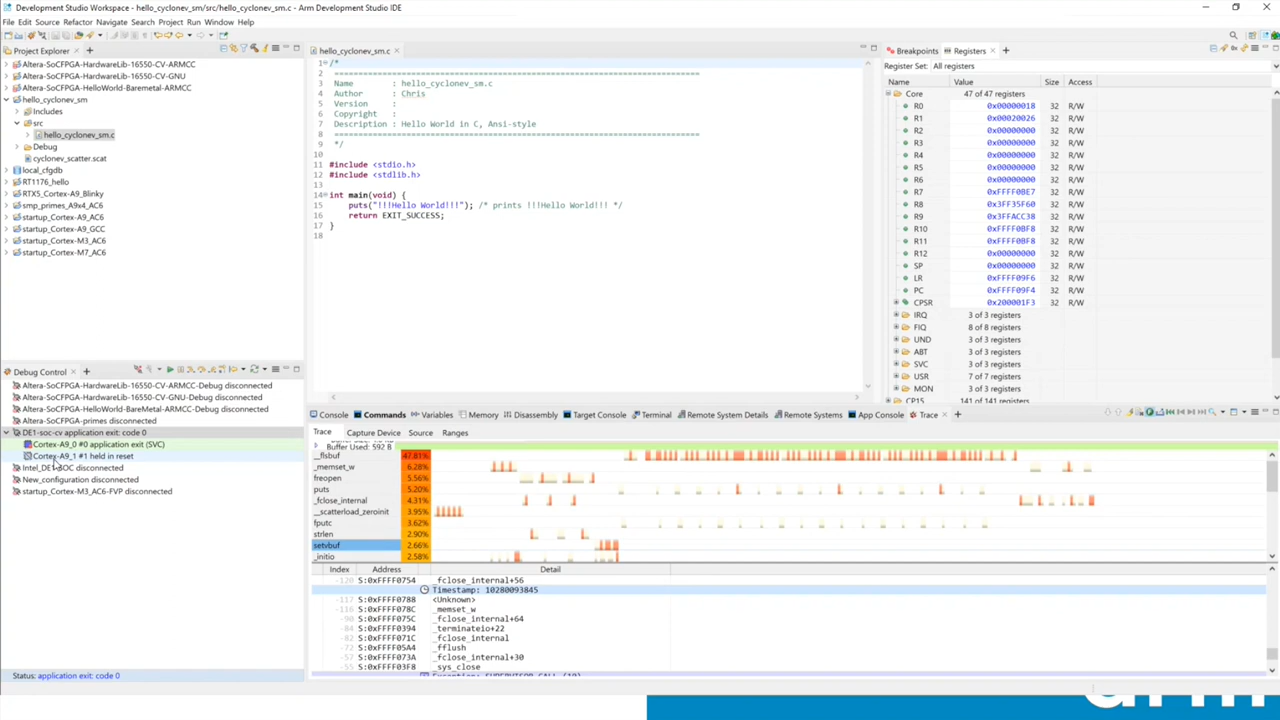 Development Studio Workspace - hello_cyclonev_sm/src/hello_cyclonev_sm.c - Arm Development Studio IDE
File Edit Source Refactor Navigate Search Project Run Window Help
Project Explorer
Altera-SoCFPGA-HardwareLib-16550-CV-ARMCC
Altera-SoCFPGA-HardwareLib-16550-CV-GNU
Altera-SoCFPGA-HelloWorld-Baremetal-ARMCC
hello_cyclonev_sm
Includes
src
hello_cyclonev_sm.c
Debug
cyclonev_scatter.scat
local_cfgdb
RT1176_hello
RTX5_Cortex-A9_Blinky
smp_primes_A9x4_AC6
startup_Cortex-A9_AC6
startup_Cortex-A9_GCC
startup_Cortex-M3_AC6
startup_Cortex-M7_AC6
hello_cyclonev_sm.c
1 /*
2 ============================================================================
3 Name : hello_cyclonev_sm.c
4 Author : Chris
5 Version :
6 Copyright :
7 Description : Hello World in C, Ansi-style
8 ============================================================================
9 */
10
11 #include <stdio.h>
12 #include <stdlib.h>
13
14 int main(void) {
15 puts("!!!Hello World!!!"); /* prints !!!Hello World!!! */
16 return EXIT_SUCCESS;
17 }
18
Breakpoints Registers
Register Set: All registers
Name Value Size Access
Core 47 of 47 registers
R0 0x00000018 32 R/W
R1 0x00020026 32 R/W
R2 0x00000000 32 R/W
R3 0x00000000 32 R/W
R4 0x00000000 32 R/W
R5 0x00000000 32 R/W
R6 0x00000000 32 R/W
R7 0xFFFF0BE7 32 R/W
R8 0x3FF35F60 32 R/W
R9 0x3FFACC38 32 R/W
R10 0xFFFF0BF8 32 R/W
R11 0xFFFF0BF8 32 R/W
R12 0x00000000 32 R/W
SP 0x00000000 32 R/W
LR 0xFFFF09F6 32 R/W
PC 0xFFFF09F4 32 R/W
CPSR 0x200001F3 32 R/W
IRQ 3 of 3 registers
FIQ 8 of 8 registers
UND 3 of 3 registers
ABT 3 of 3 registers
SVC 3 of 3 registers
USR 7 of 7 registers
MON 3 of 3 registers
CP15 141 of 141 registers
Debug Control
Altera-SoCFPGA-HardwareLib-16550-CV-ARMCC-Debug disconnected
Altera-SoCFPGA-HardwareLib-16550-CV-GNU-Debug disconnected
Altera-SoCFPGA-HelloWorld-BareMetal-ARMCC-Debug disconnected
Altera-SoCFPGA-primes disconnected
DE1-soc-cv application exit: code 0
Cortex-A9_0 #0 application exit (SVC)
Cortex-A9_1 #1 held in reset
Intel_DE1-SOC disconnected
New_configuration disconnected
startup_Cortex-M3_AC6-FVP disconnected
Status: application exit: code 0
Console Commands Variables Memory Disassembly Target Console Terminal Remote System Details Remote Systems App Console Trace
Trace Capture Device Source Ranges
Buffer Used: 592 B
__flsbuf 47.81%
_memset_w 6.28%
freopen 5.56%
puts 5.20%
_fclose_internal 4.31%
__scatterload_zeroinit 3.95%
fputc 3.62%
strlen 2.90%
setvbuf 2.66%
_initio 2.58%
Index Address Detail
-120 S:0xFFFF0754 _fclose_internal+56
Timestamp: 10280093845
-117 S:0xFFFF0788 <Unknown>
-116 S:0xFFFF078C _memset_w
-90 S:0xFFFF075C _fclose_internal+64
-84 S:0xFFFF0394 _terminateio+22
-82 S:0xFFFF071C _fclose_internal
-77 S:0xFFFF05A4 _fflush
-57 S:0xFFFF073A _fclose_internal+30
-55 S:0xFFFF03F8 _sys_close